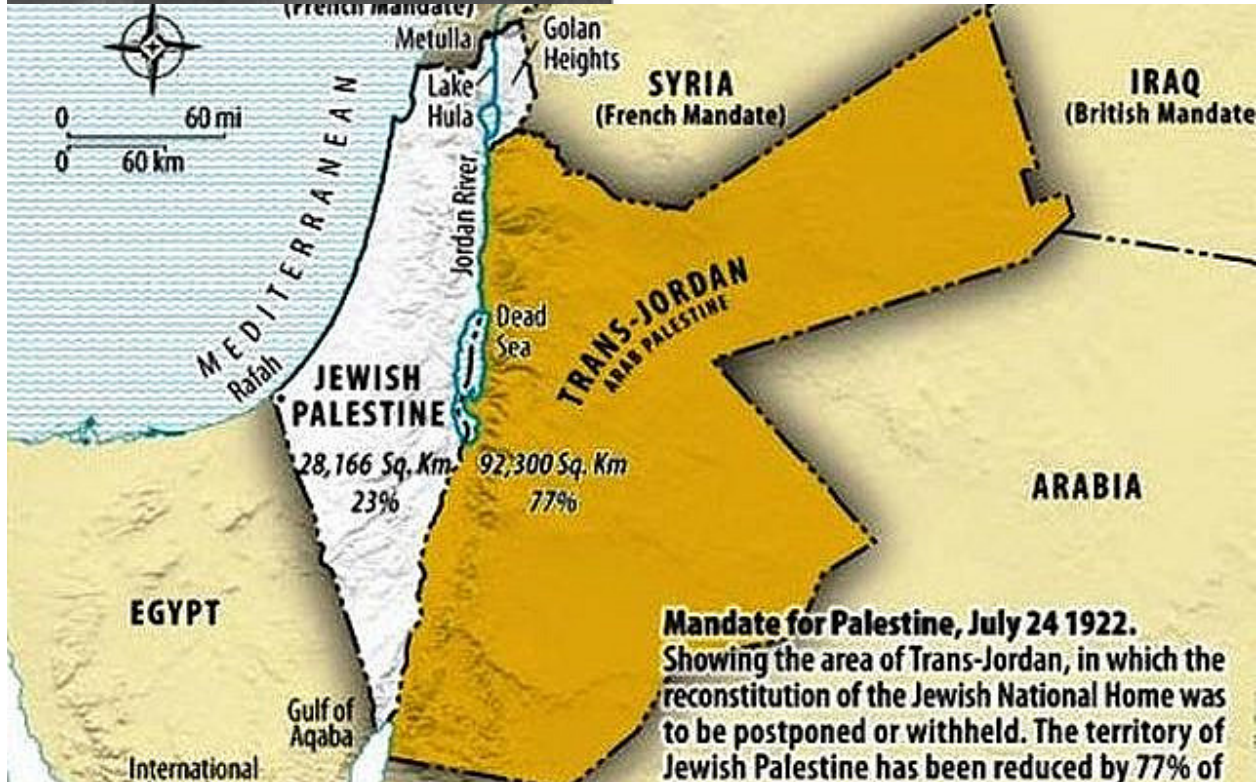 (French Mandate)
Metulla
Golan
Heights
Lake
Hula
SYRIA
(French Mandate)
IRAQ
(British Mandate
0 60 mi
0 60 km
MEDITERRANEAN
Jordan River
Rafah
Dead
Sea
TRANS-JORDAN
ARAB PALESTINE
JEWISH
PALESTINE
28,166 Sq. Km
23%
92,300 Sq. Km
77%
ARABIA
EGYPT
Gulf of
Aqaba
International
Mandate for Palestine, July 24 1922.
Showing the area of Trans-Jordan, in which the
reconstitution of the Jewish National Home was
to be postponed or withheld. The territory of
Jewish Palestine has been reduced by 77% of